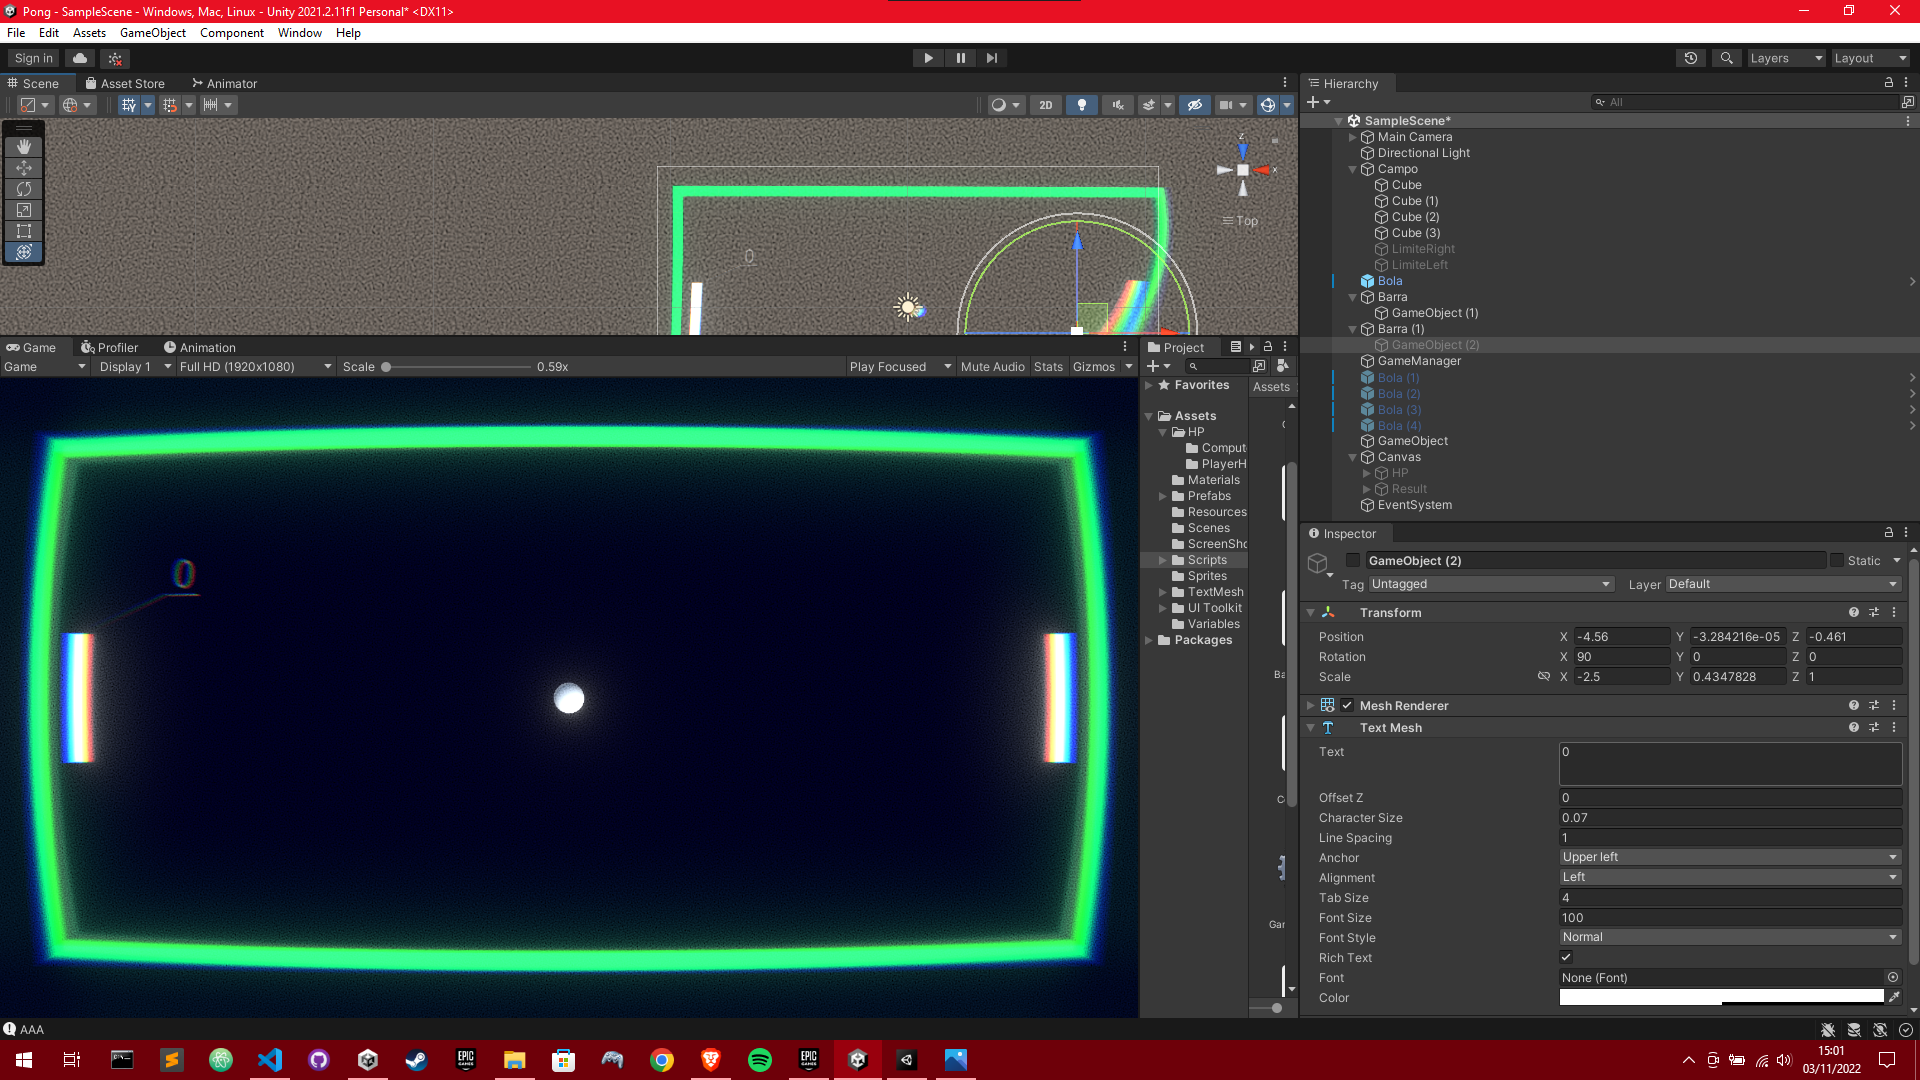 Pong - SampleScene - Windows, Mac, Linux - Unity 2021.2.11f1 Personal* <DX11>
File Edit Assets GameObject Component Window Help
Sign in
Layers Layout
Scene Asset Store Animator
2D
z
x
Top
0
Hierarchy
All
SampleScene*
Main Camera
Directional Light
Campo
Cube
Cube (1)
Cube (2)
Cube (3)
LimiteRight
LimiteLeft
Bola
Barra
GameObject (1)
Barra (1)
GameObject (2)
GameManager
Bola (1)
Bola (2)
Bola (3)
Bola (4)
GameObject
Canvas
HP
Result
EventSystem
Game Profiler Animation
Game Display 1 Full HD (1920x1080) Scale 0.59x Play Focused Mute Audio Stats Gizmos
0
Project
Favorites
Assets
HP
Comput
PlayerH
Materials
Prefabs
Resources
Scenes
ScreenSho
Scripts
Sprites
TextMesh
UI Toolkit
Variables
Packages
Assets
Ba
Gar
Inspector
GameObject (2) Static
Tag Untagged Layer Default
Transform
Position X -4.56 Y -3.284216e-05 Z -0.461
Rotation X 90 Y 0 Z 0
Scale X -2.5 Y 0.4347828 Z 1
Mesh Renderer
Text Mesh
Text 0
Offset Z 0
Character Size 0.07
Line Spacing 1
Anchor Upper left
Alignment Left
Tab Size 4
Font Size 100
Font Style Normal
Rich Text
Font None (Font)
Color
AAA
EPIC GAMES
EPIC GAMES
15:01
03/11/2022